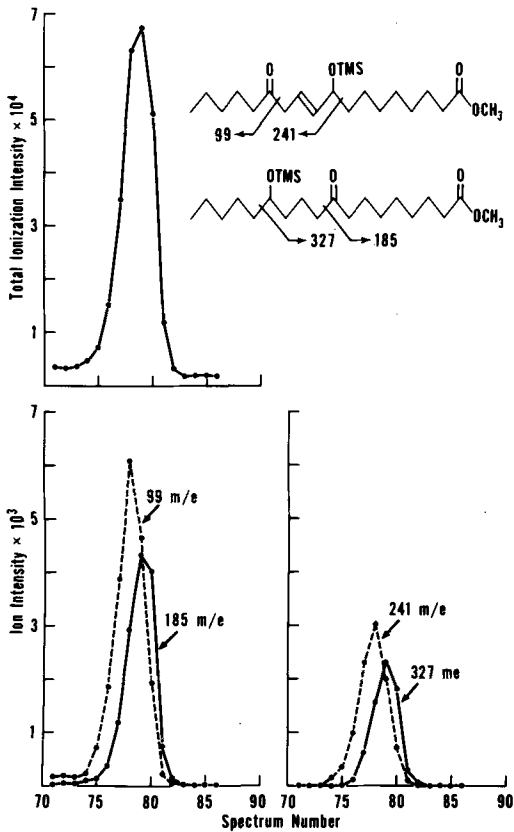 Total Ionization Intensity × 10⁴
7
5
3
1
O
OTMS
O
OCH₃
99
241
OTMS
O
O
OCH₃
327
185
Ion Intensity × 10³
7
5
3
1
99 m/e
185 m/e
241 m/e
327 me
70 75 80 85 90
70 75 80 85 90
Spectrum Number